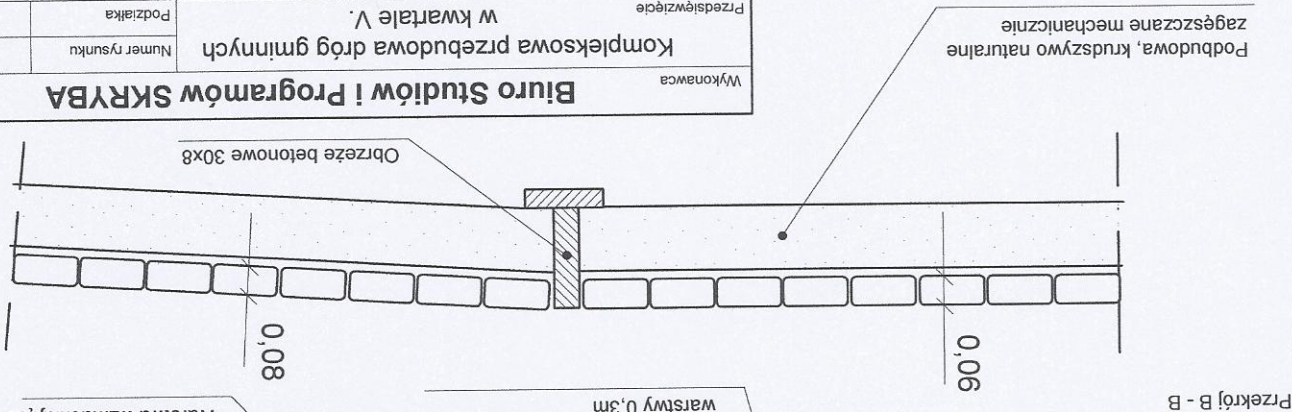 Przekrój B - B
warstwy 0,3m
0,06
0,08
Obrzeże betonowe 30x8
Podbudowa, krudszywo naturalne
zagęszczane mechanicznie
Wykonawca
Biuro Studiów i Programów SKRYBA
Przedsięwzięcie
Kompleksowa przebudowa dróg gminnych
w kwartale V.
Numer rysunku
Podziałka